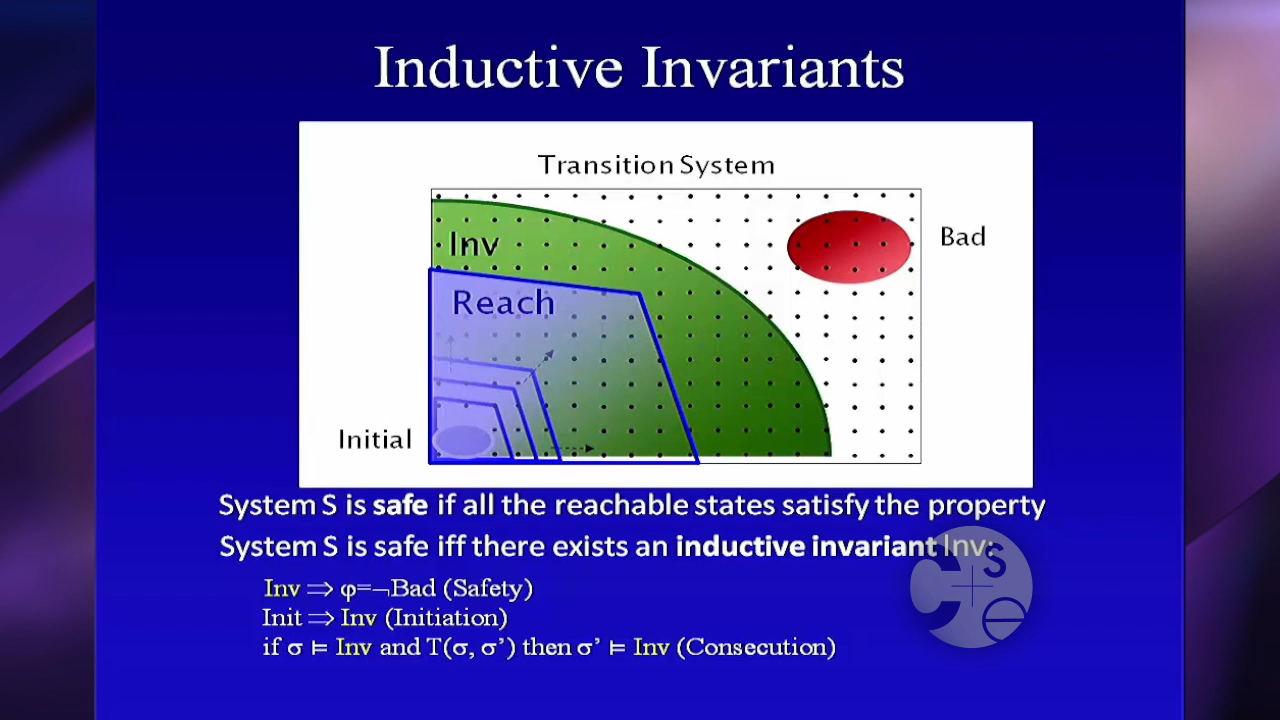 Inductive Invariants
Transition System
Inv
Bad
Reach
Initial
System S is safe if all the reachable states satisfy the property
System S is safe iff there exists an inductive invariant Inv:
Inv ⟹ φ=¬Bad (Safety)
Init ⟹ Inv (Initiation)
if σ ⊨ Inv and T(σ, σ’) then σ’ ⊨ Inv (Consecution)
C S e